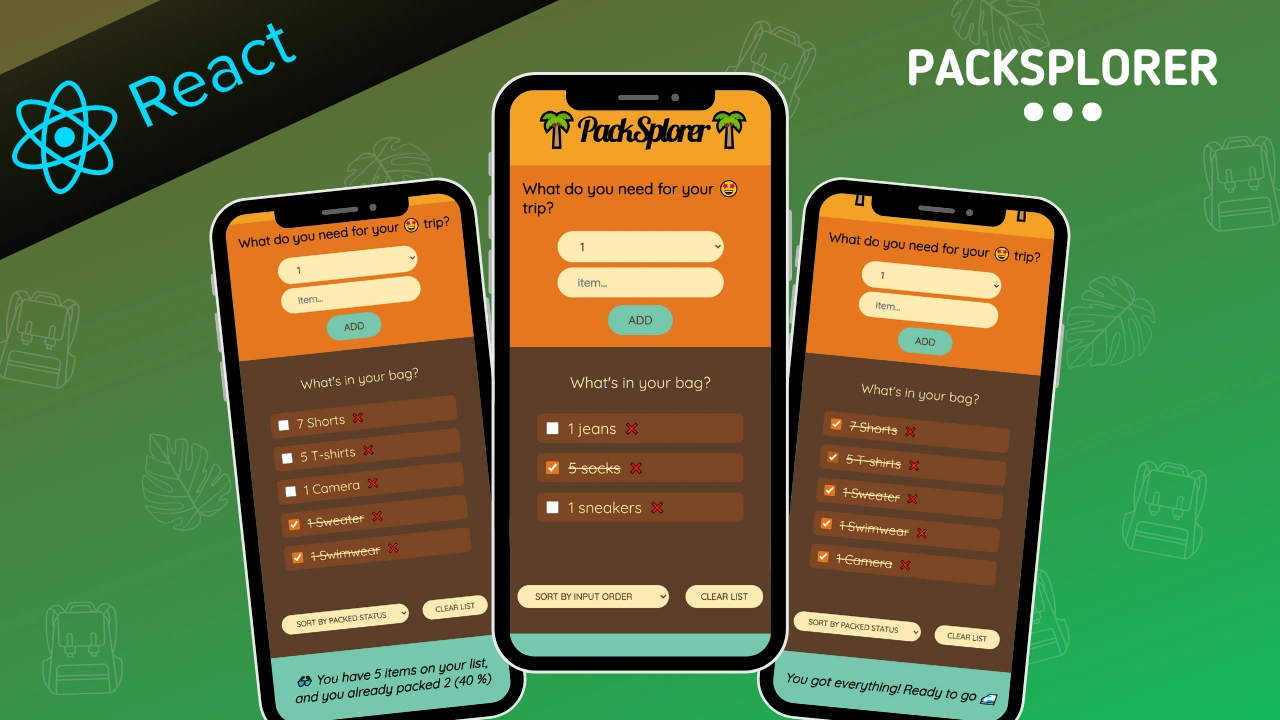 React
PACKSPLORER
What do you need for your 🤩 trip?
1
item...
ADD
What's in your bag?
7 Shorts ❌
5 T-shirts ❌
1 Camera ❌
1 Sweater ❌
1 Swimwear ❌
SORT BY PACKED STATUS
CLEAR LIST
You have 5 items on your list,
and you already packed 2 (40 %)
PackSplorer
What do you need for your 🤩
trip?
1
item...
ADD
What's in your bag?
1 jeans ❌
5 socks ❌
1 sneakers ❌
SORT BY INPUT ORDER
CLEAR LIST
What do you need for your 🤩 trip?
1
item...
ADD
What's in your bag?
7 Shorts ❌
5 T-shirts ❌
1 Sweater ❌
1 Swimwear ❌
1 Camera ❌
SORT BY PACKED STATUS
CLEAR LIST
You got everything! Ready to go